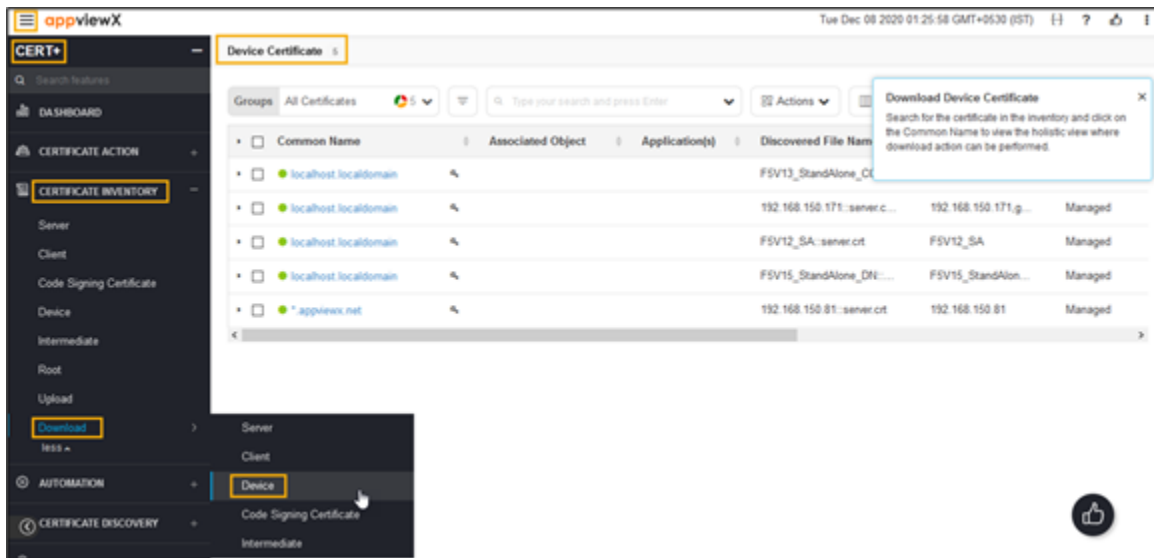 appviewX
Tue Dec 08 2020 01:25:58 GMT+0530 (IST)
?
CERT+
Search features
DASHBOARD
CERTIFICATE ACTION
CERTIFICATE INVENTORY
Server
Client
Code Signing Certificate
Device
Intermediate
Root
Upload
Download
less
AUTOMATION
CERTIFICATE DISCOVERY
Device Certificate 5
Groups All Certificates 5 Type your search and press Enter Actions
Common Name Associated Object Application(s) Discovered File Nam
localhost.localdomain F5V13_StandAlone_C
localhost.localdomain 192.168.150.171::server.c... 192.168.150.171,g... Managed
localhost.localdomain F5V12_SA::server.crt F5V12_SA Managed
localhost.localdomain F5V15_StandAlone_DN::... F5V15_StandAlon... Managed
*.appviewx.net 192.168.150.81::server.crt 192.168.150.81 Managed
Download Device Certificate
Search for the certificate in the inventory and click on
the Common Name to view the holistic view where
download action can be performed.
Server
Client
Device
Code Signing Certificate
Intermediate